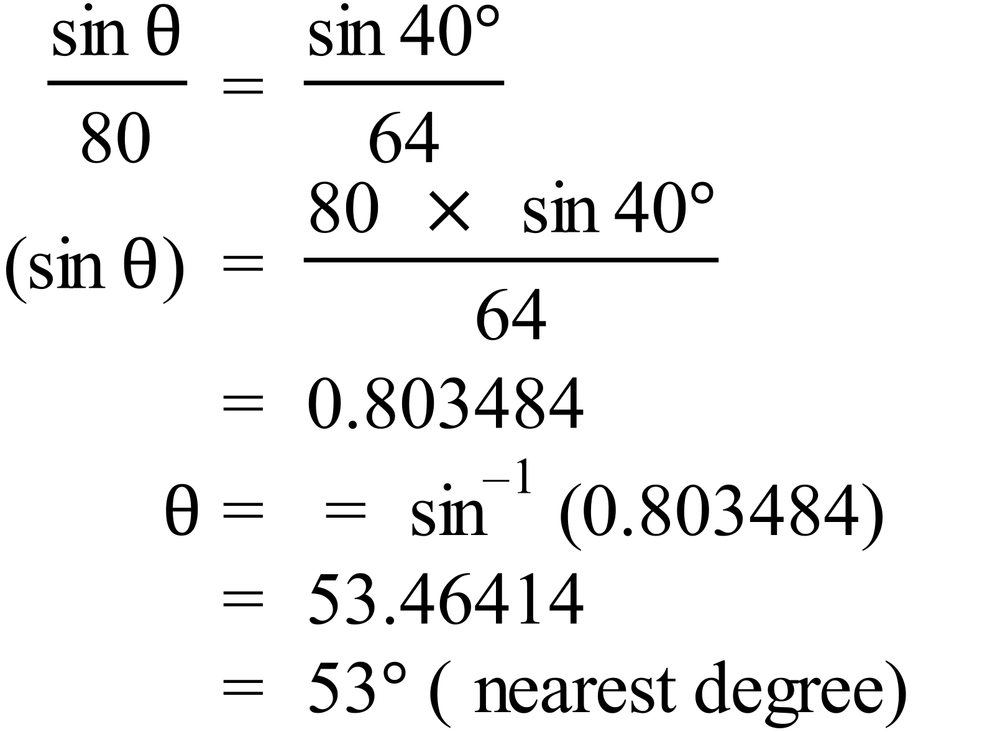 sin θ / 80 = sin 40° / 64
(sin θ) = 80 × sin 40° / 64
= 0.803484
θ = = sin⁻¹ (0.803484)
= 53.46414
= 53° ( nearest degree)